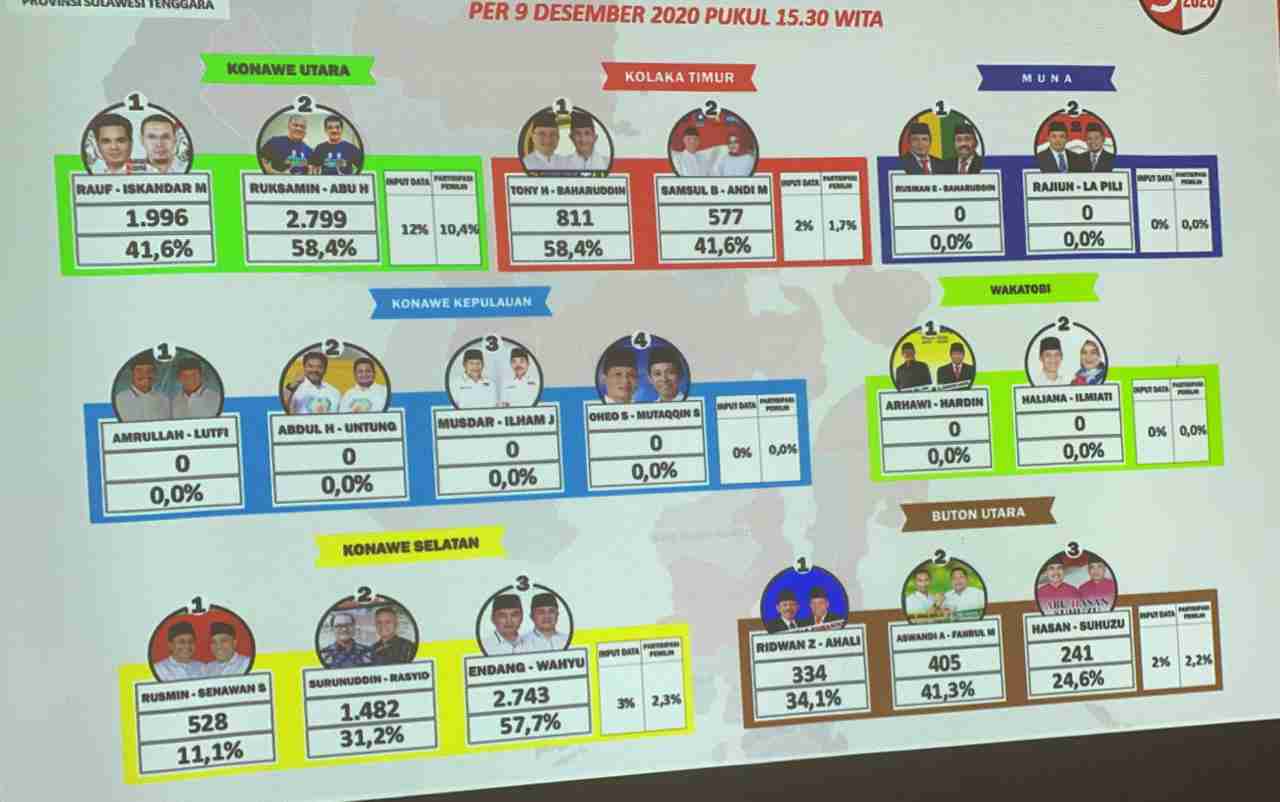 PROVINSI SULAWESI TENGGARA
PER 9 DESEMBER 2020 PUKUL 15.30 WITA
2020
KONAWE UTARA
1
2
RAUF - ISKANDAR M
1.996
41,6%
RUKSAMIN - ABU H
2.799
58,4%
INPUT DATA
12%
PARTISIPASI
PEMILIH
10,4%
KOLAKA TIMUR
1
2
TONY H - BAHARUDDIN
811
58,4%
SAMSUL B - ANDI M
577
41,6%
INPUT DATA
2%
PARTISIPASI
PEMILIH
1,7%
MUNA
1
2
RUSMAN E - BAHARUDDIN
0
0,0%
RAJIUN - LA PILI
0
0,0%
INPUT DATA
0%
PARTISIPASI
PEMILIH
0,0%
KONAWE KEPULAUAN
1
2
3
4
AMRULLAH - LUTFI
0
0,0%
ABDUL H - UNTUNG
0
0,0%
MUSDAR - ILHAM J
0
0,0%
OHEO S - MUTAQQIN S
0
0,0%
INPUT DATA
0%
PARTISIPASI
PEMILIH
0,0%
WAKATOBI
1
2
ARHAWI - HARDIN
0
0,0%
HALIANA - ILMIATI
0
0,0%
INPUT DATA
0%
PARTISIPASI
PEMILIH
0,0%
KONAWE SELATAN
1
2
3
RUSMIN - SENAWAN S
528
11,1%
SURUNUDDIN - RASYID
1.482
31,2%
ENDANG - WAHYU
2.743
57,7%
INPUT DATA
3%
PARTISIPASI
PEMILIH
2,3%
BUTON UTARA
1
2
3
RIDWAN Z - AHALI
334
34,1%
ASWANDI A - FAHRUL M
405
41,3%
ABU HASAN
HASAN - SUHUZU
241
24,6%
INPUT DATA
2%
PARTISIPASI
PEMILIH
2,2%